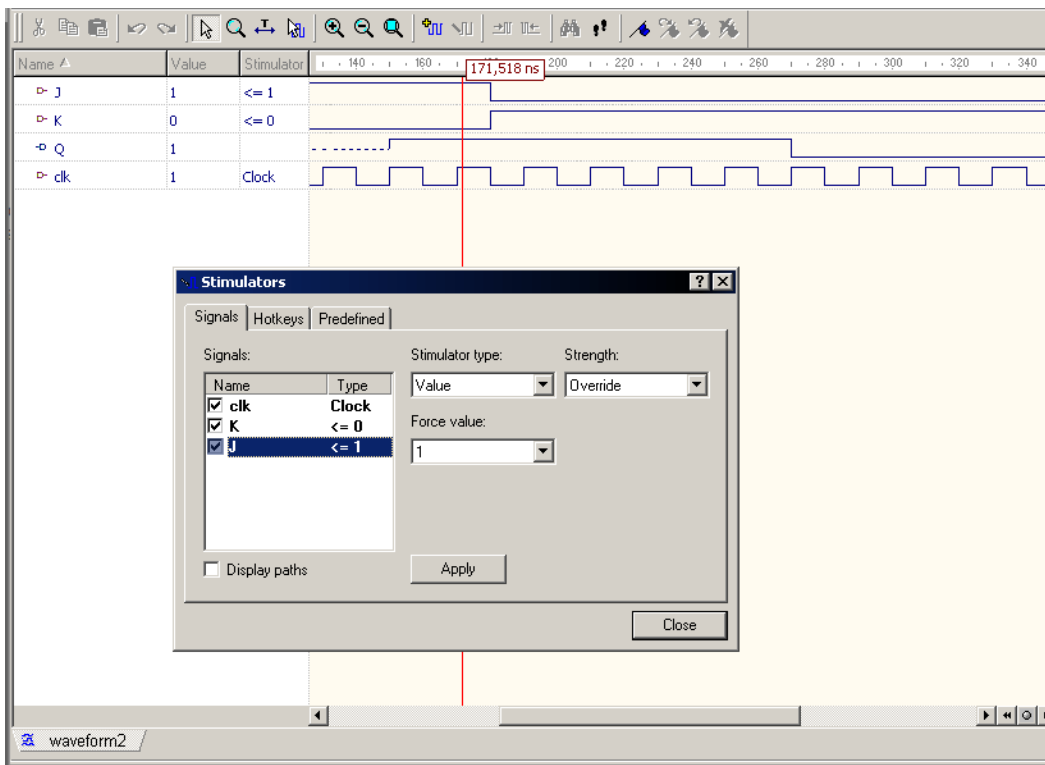 Name Value Stimulator 140 160 200 220 240 260 280 300 320 340
171,518 ns
J 1 <= 1
K 0 <= 0
Q 1
clk 1 Clock
Stimulators
Signals Hotkeys Predefined
Signals: Stimulator type: Strength:
Name Type Value Override
clk Clock
K <= 0 Force value:
J <= 1 1
Display paths Apply
Close
waveform2